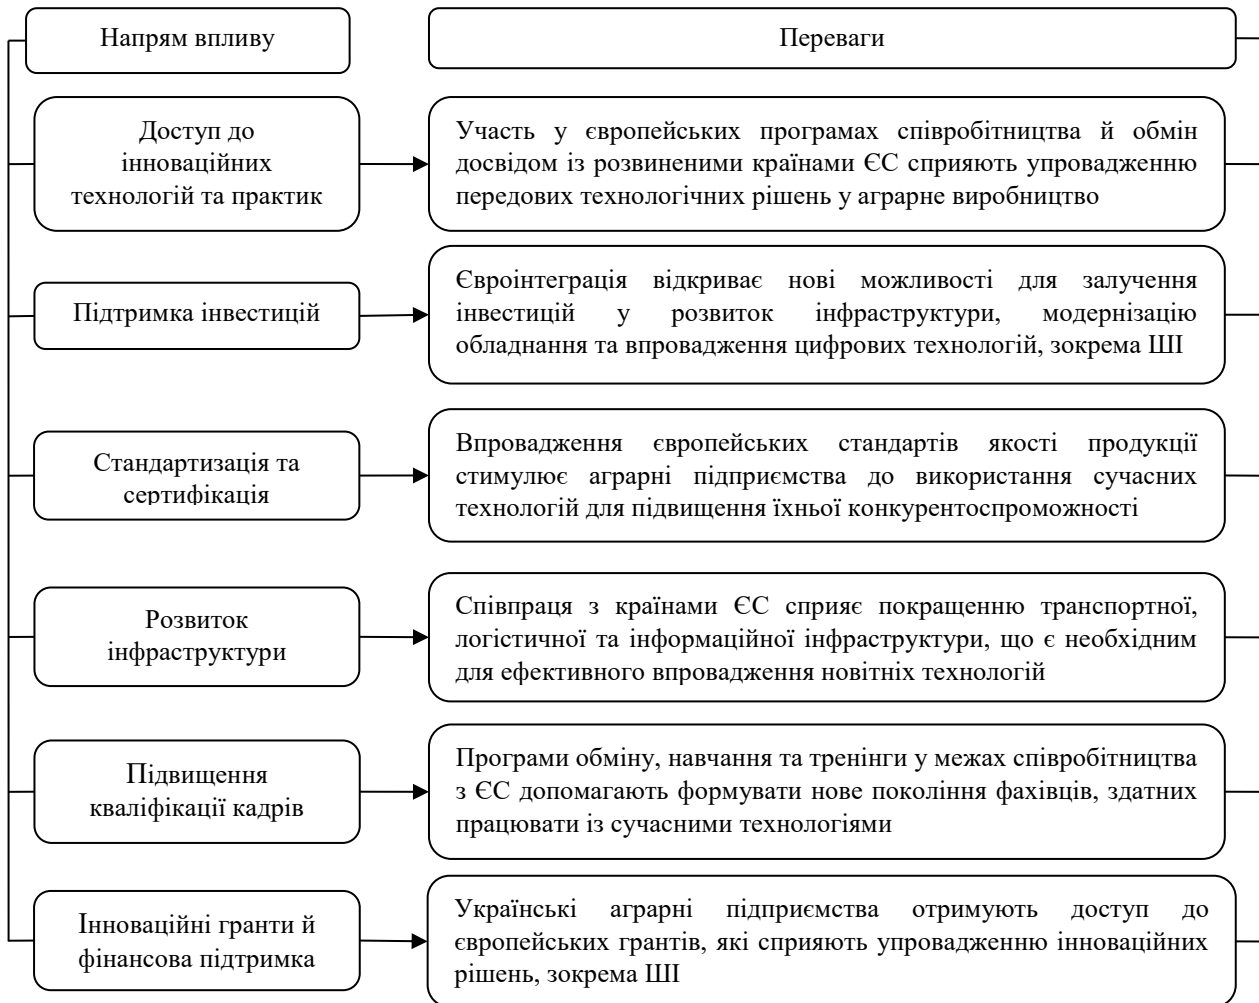 Напрям впливу
Переваги
Доступ до
інноваційних
технологій та практик
Участь у європейських програмах співробітництва й обмін
досвідом із розвиненими країнами ЄС сприяють упровадженню
передових технологічних рішень у аграрне виробництво
Підтримка інвестицій
Євроінтеграція відкриває нові можливості для залучення
інвестицій у розвиток інфраструктури, модернізацію
обладнання та впровадження цифрових технологій, зокрема ШІ
Стандартизація та
сертифікація
Впровадження європейських стандартів якості продукції
стимулює аграрні підприємства до використання сучасних
технологій для підвищення їхньої конкурентоспроможності
Розвиток
інфраструктури
Співпраця з країнами ЄС сприяє покращенню транспортної,
логістичної та інформаційної інфраструктури, що є необхідним
для ефективного впровадження новітніх технологій
Підвищення
кваліфікації кадрів
Програми обміну, навчання та тренінги у межах співробітництва
з ЄС допомагають формувати нове покоління фахівців, здатних
працювати із сучасними технологіями
Інноваційні гранти й
фінансова підтримка
Українські аграрні підприємства отримують доступ до
європейських грантів, які сприяють упровадженню інноваційних
рішень, зокрема ШІ